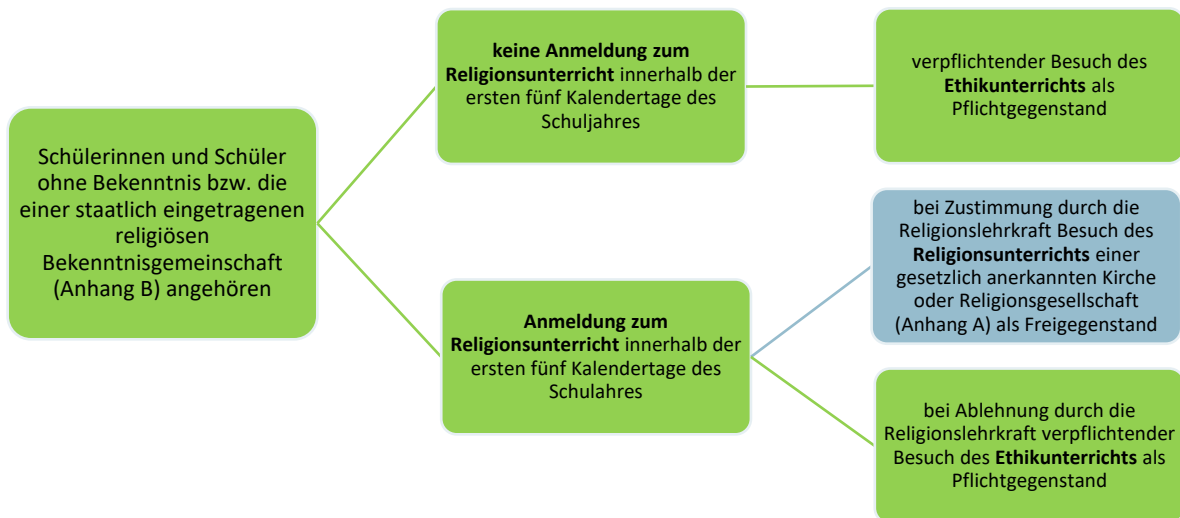 Schülerinnen und Schüler
ohne Bekenntnis bzw. die
einer staatlich eingetragenen
religiösen
Bekenntnisgemeinschaft
(Anhang B) angehören
keine Anmeldung zum
Religionsunterricht innerhalb der
ersten fünf Kalendertage des
Schuljahres
verpflichtender Besuch des
Ethikunterrichts als
Pflichtgegenstand
Anmeldung zum
Religionsunterricht innerhalb der
ersten fünf Kalendertage des
Schulahres
bei Zustimmung durch die
Religionslehrkraft Besuch des
Religionsunterrichts einer
gesetzlich anerkannten Kirche
oder Religionsgesellschaft
(Anhang A) als Freigegenstand
bei Ablehnung durch die
Religionslehrkraft verpflichtender
Besuch des Ethikunterrichts als
Pflichtgegenstand